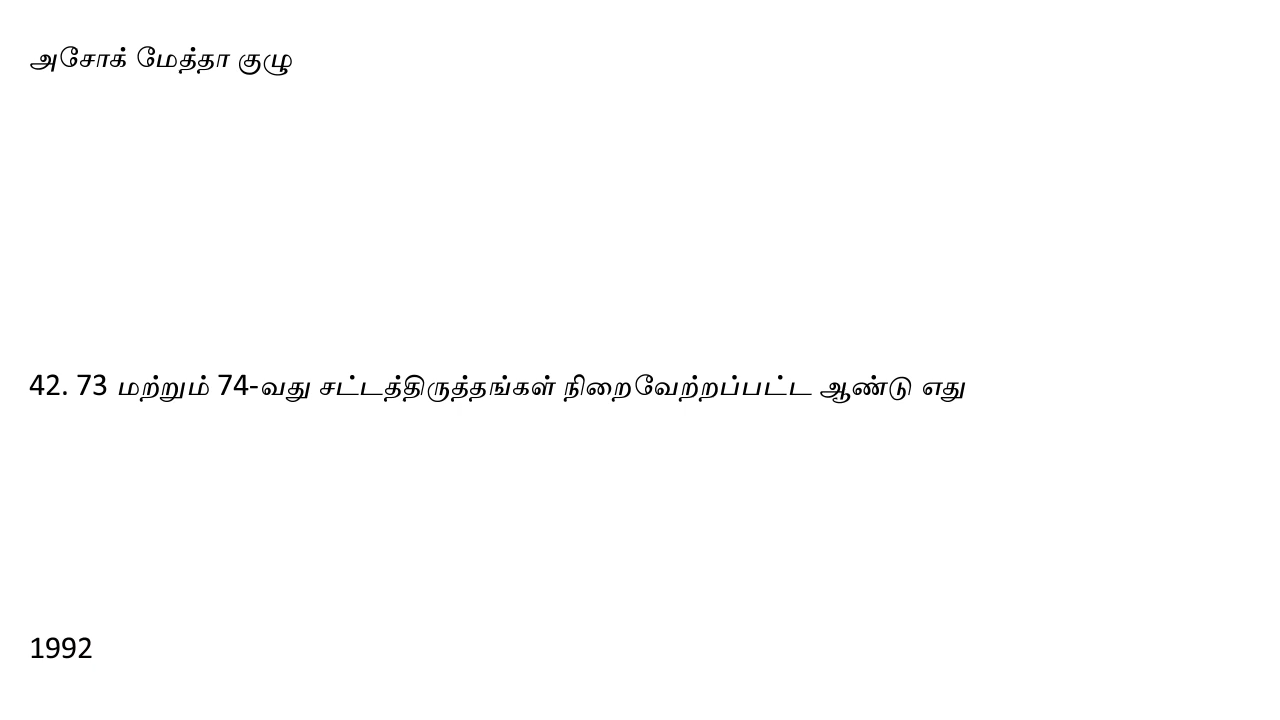 அசோக் மேத்தா குழு
42. 73 மற்றும் 74-வது சட்டத்திருத்தங்கள் நிறைவேற்றப்பட்ட ஆண்டு எது
1992